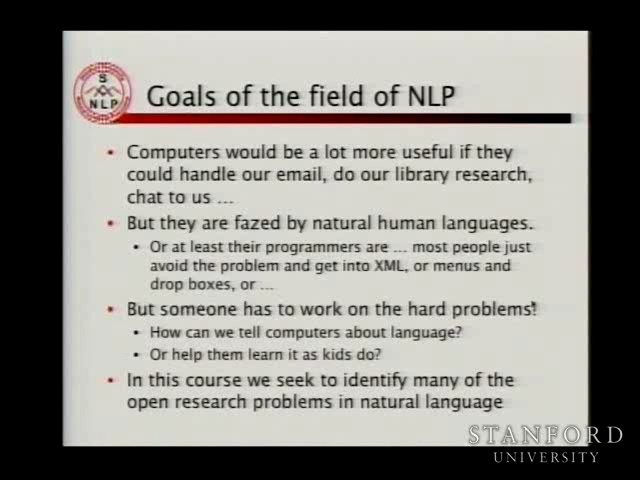 S
NLP
Goals of the field of NLP
• Computers would be a lot more useful if they
could handle our email, do our library research,
chat to us ...
• But they are fazed by natural human languages.
• Or at least their programmers are ... most people just
avoid the problem and get into XML, or menus and
drop boxes, or ...
• But someone has to work on the hard problems!
• How can we tell computers about language?
• Or help them learn it as kids do?
• In this course we seek to identify many of the
open research problems in natural language
STANFORD
UNIVERSITY